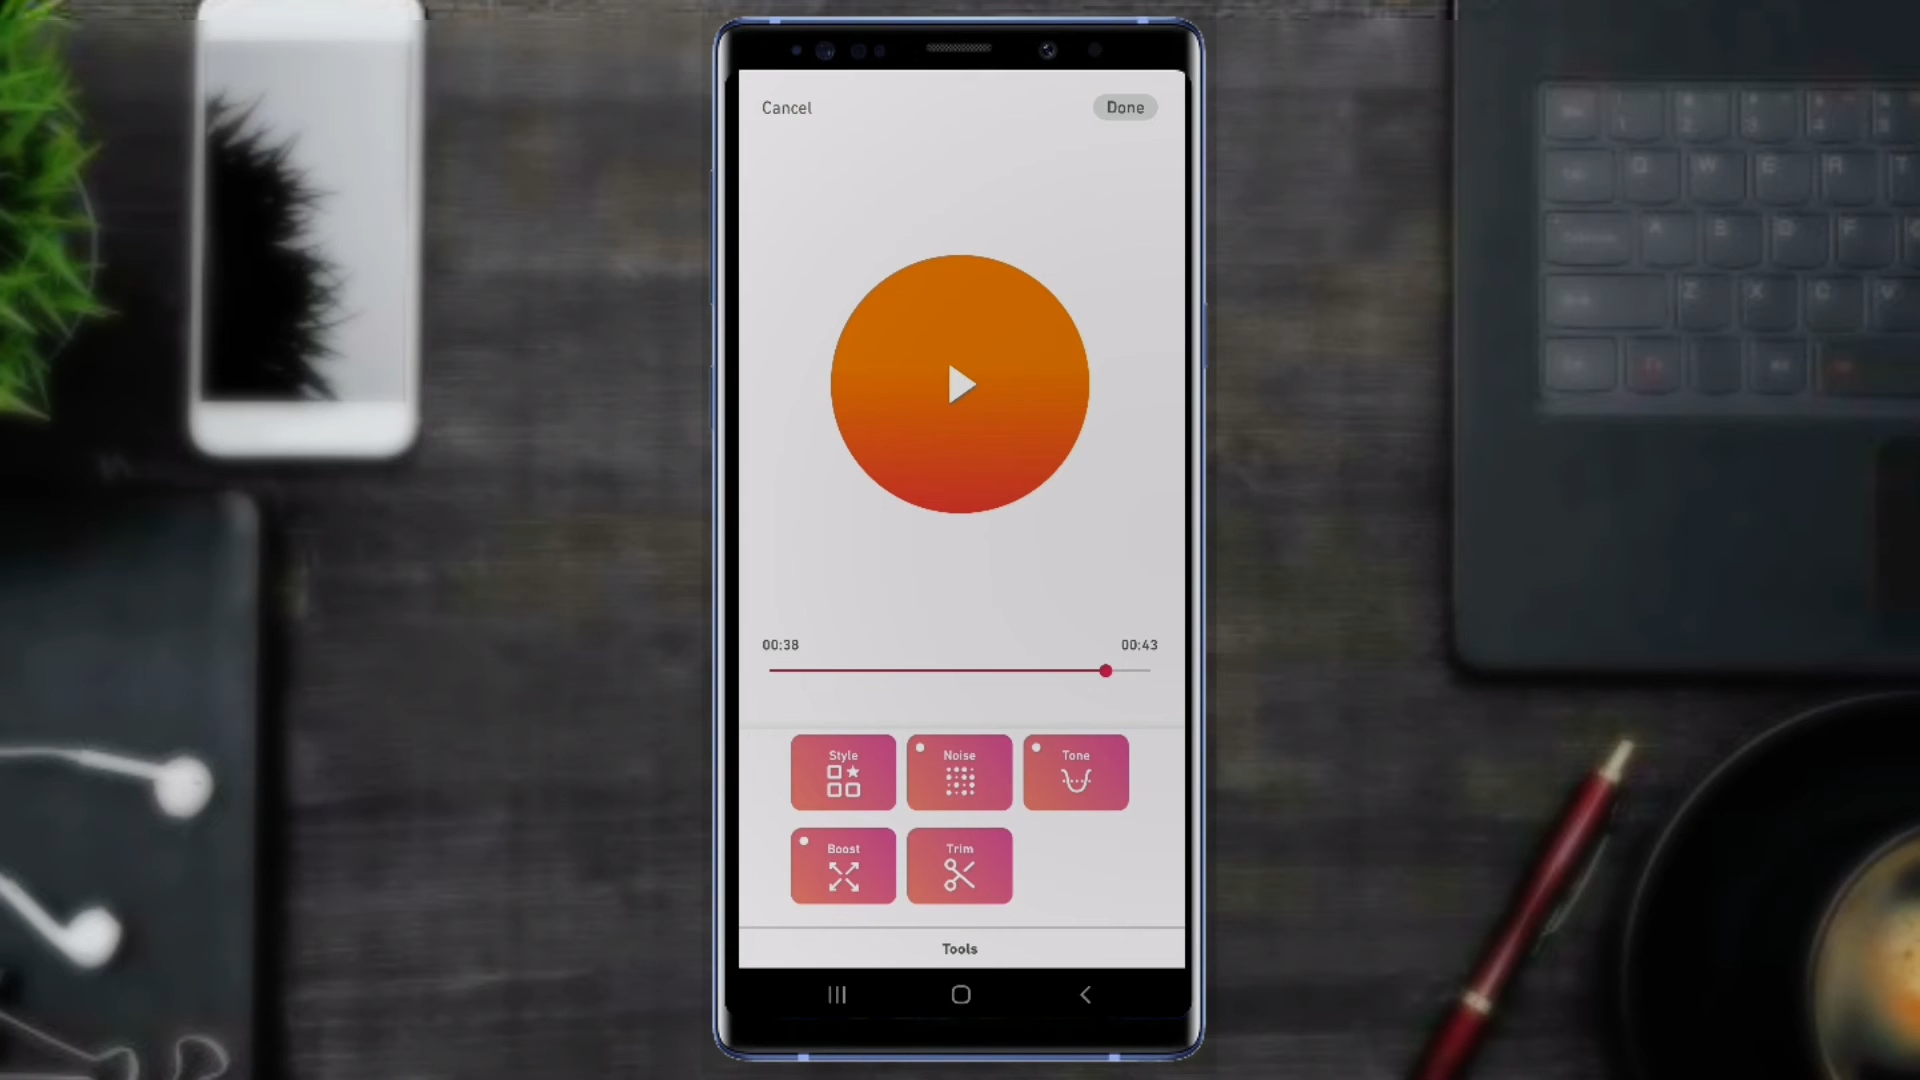 Cancel
Done
00:38
00:43
Style
Noise
Tone
Boost
Trim
Tools
Q W E R T
A S D F
Z X C V